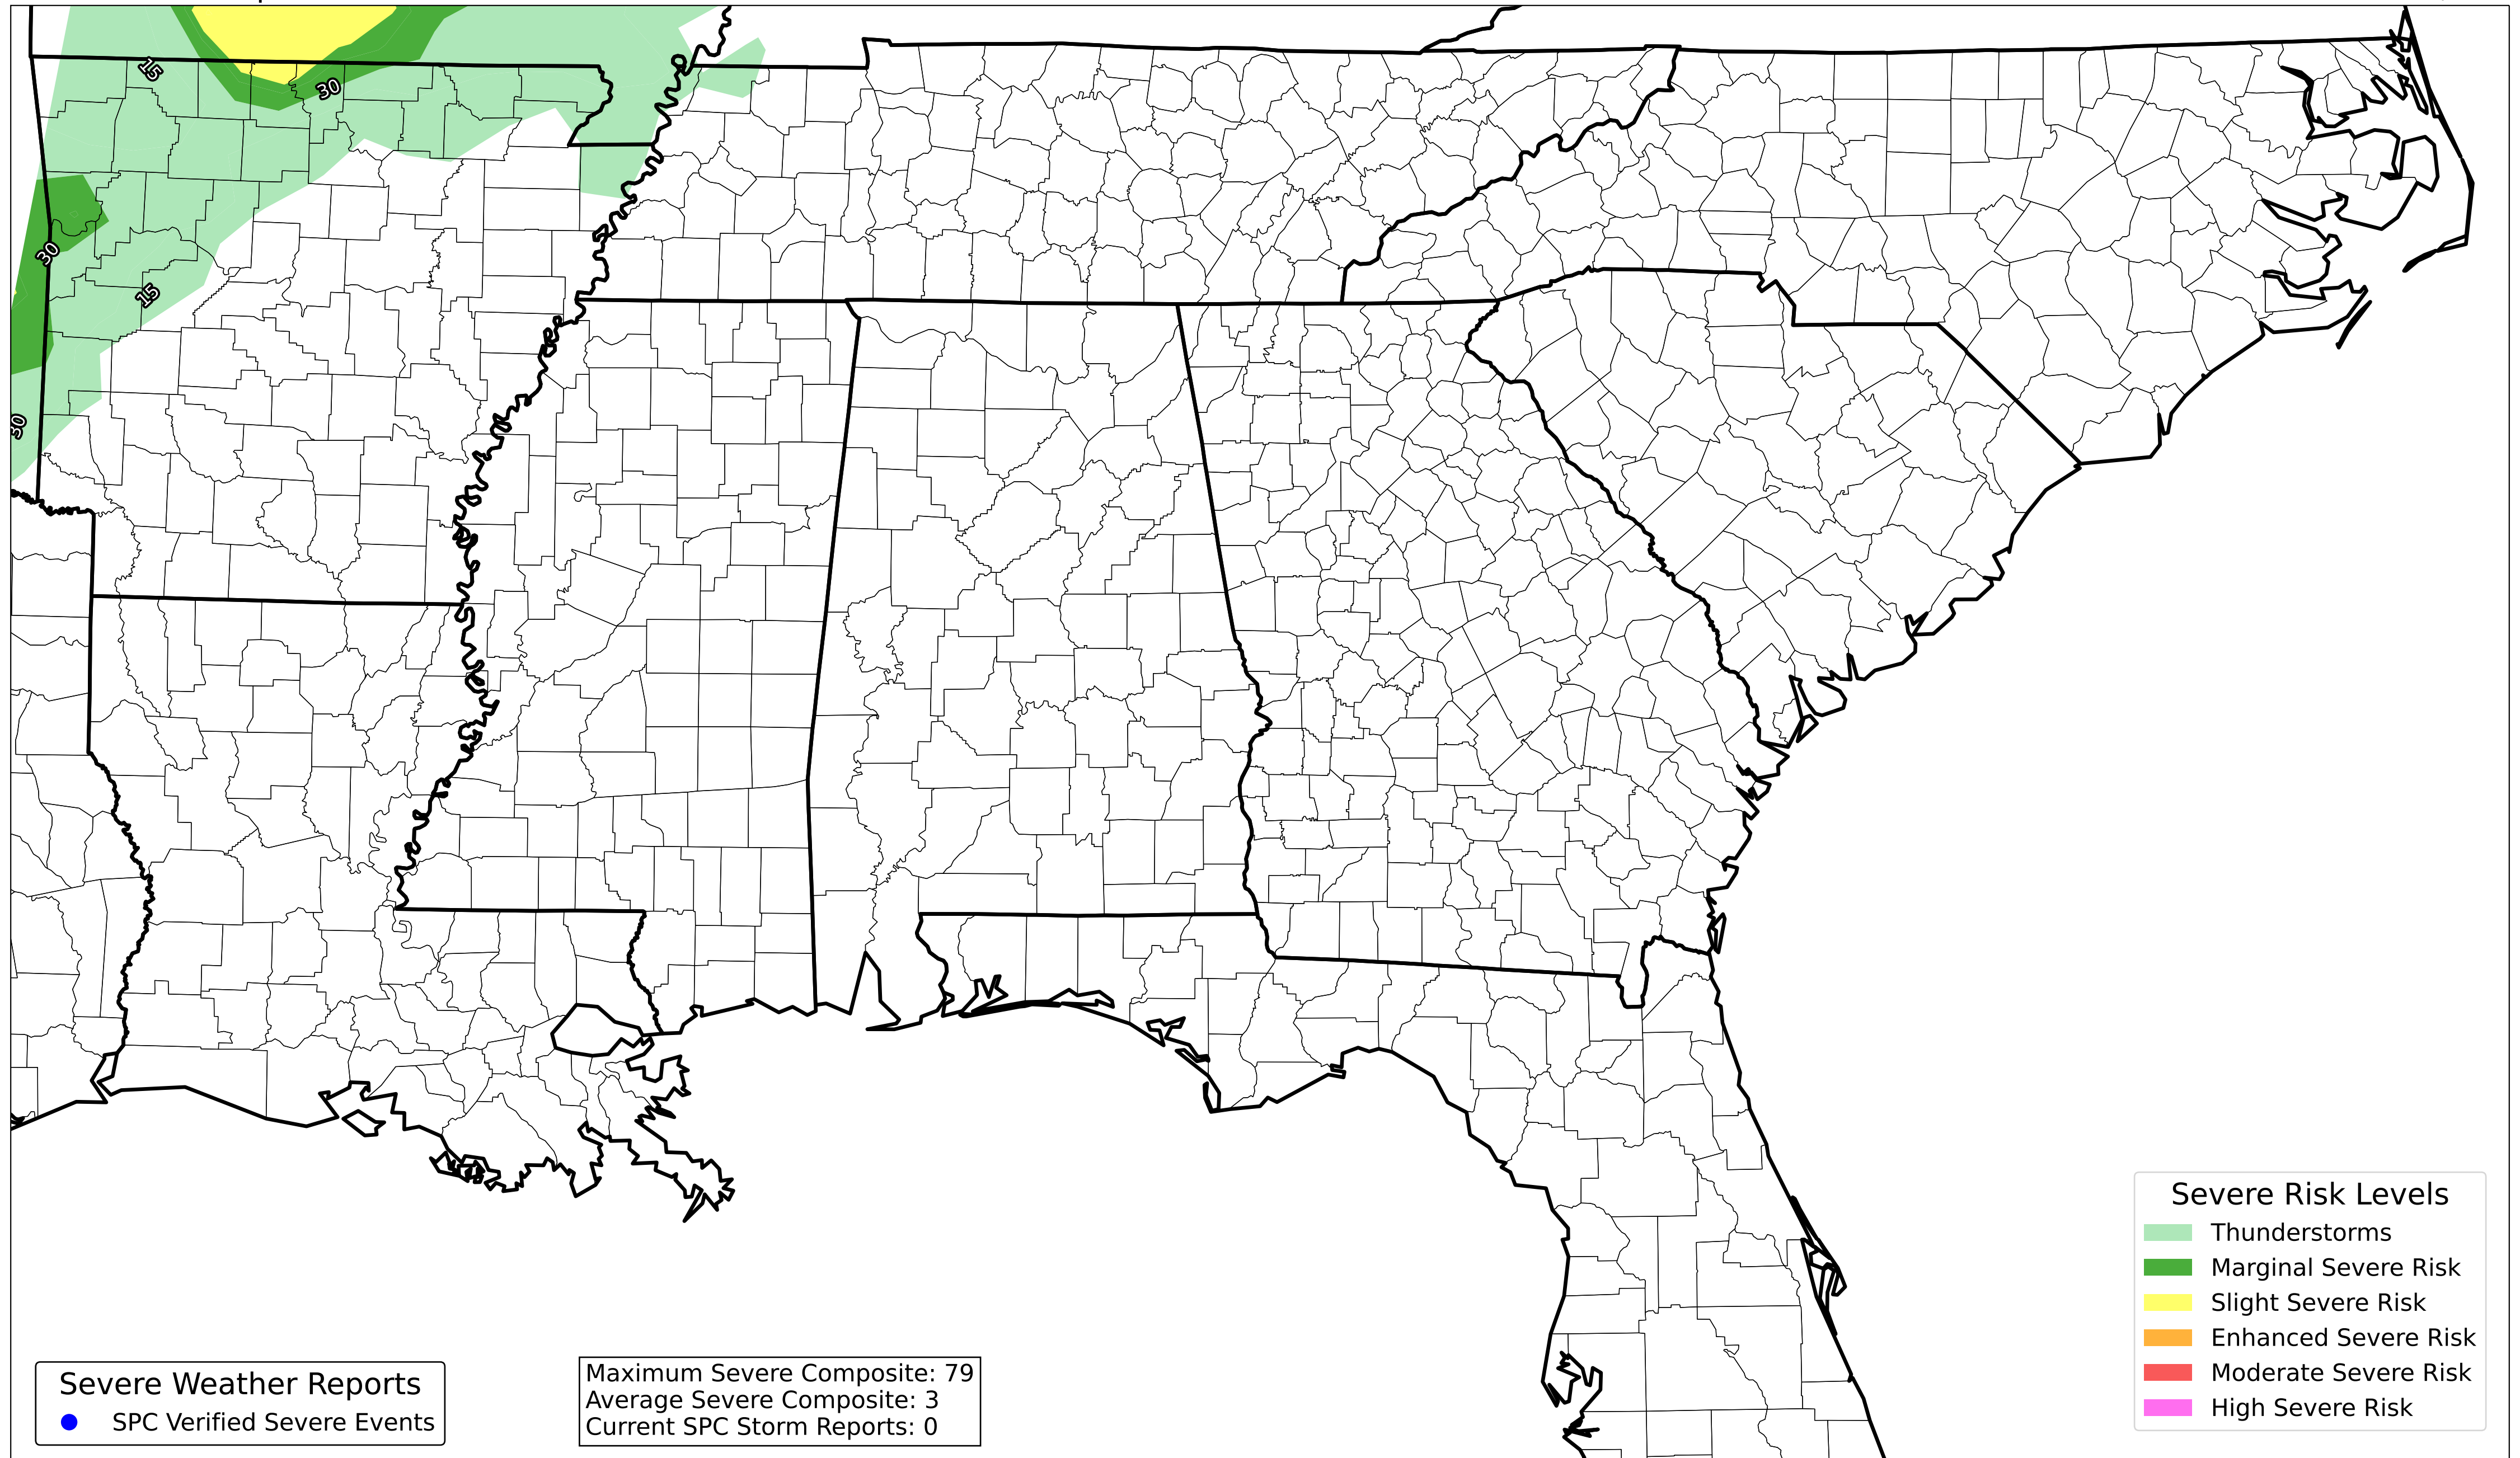 15
30
30
15
30
Severe Risk Levels
Thunderstorms
Marginal Severe Risk
Slight Severe Risk
Enhanced Severe Risk
Moderate Severe Risk
High Severe Risk
Severe Weather Reports
SPC Verified Severe Events
Maximum Severe Composite: 79
Average Severe Composite: 3
Current SPC Storm Reports: 0